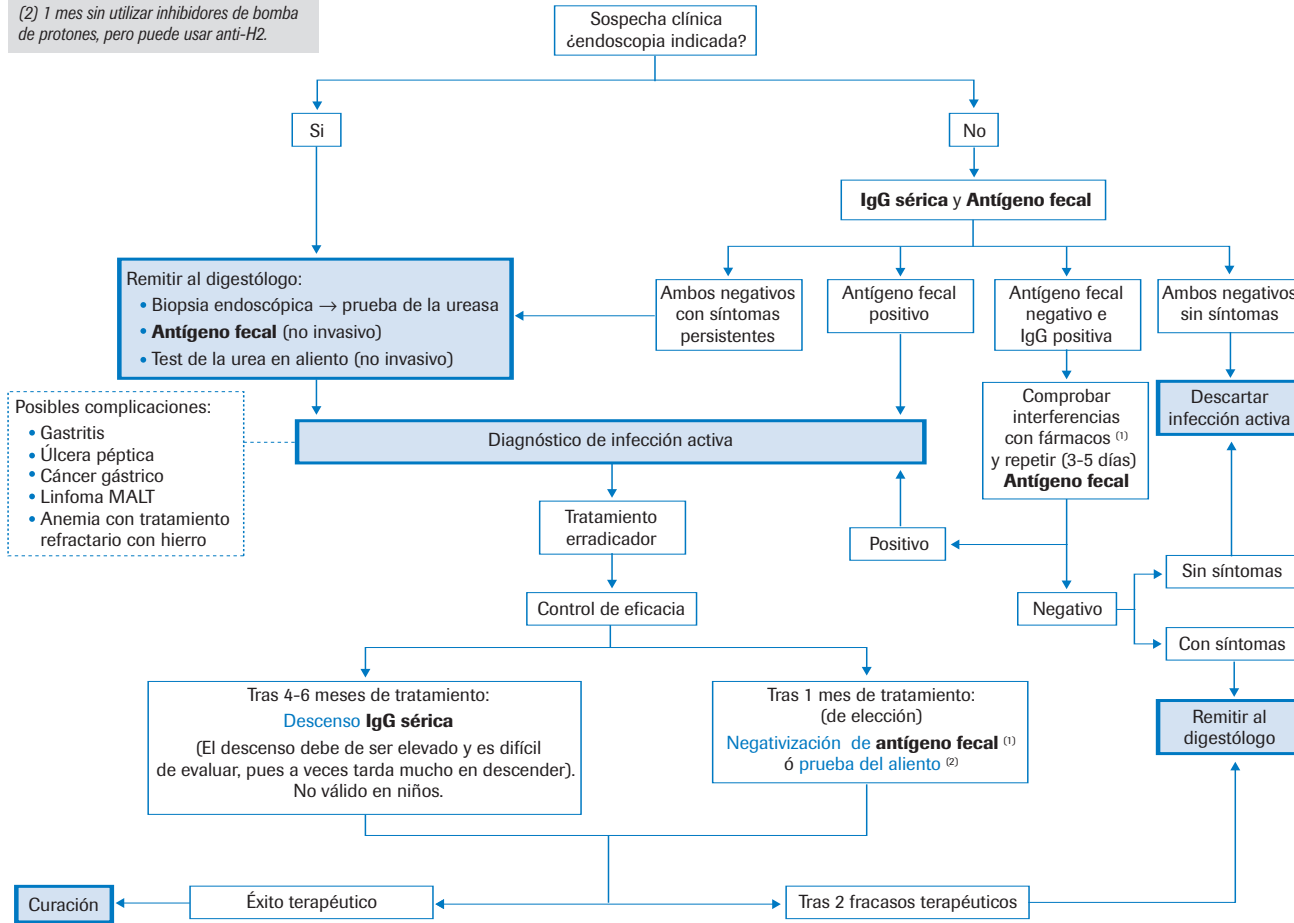 (2) 1 mes sin utilizar inhibidores de bomba
de protones, pero puede usar anti-H2.
Sospecha clínica
¿endoscopia indicada?
Si
No
IgG sérica y Antígeno fecal
Remitir al digestólogo:
• Biopsia endoscópica → prueba de la ureasa
• Antígeno fecal (no invasivo)
• Test de la urea en aliento (no invasivo)
Ambos negativos
con síntomas
persistentes
Antígeno fecal
positivo
Antígeno fecal
negativo e
IgG positiva
Ambos negativos
sin síntomas
Posibles complicaciones:
• Gastritis
• Úlcera péptica
• Cáncer gástrico
• Linfoma MALT
• Anemia con tratamiento
refractario con hierro
Diagnóstico de infección activa
Comprobar
interferencias
con fármacos (1)
y repetir (3-5 días)
Antígeno fecal
Descartar
infección activa
Tratamiento
erradicador
Positivo
Sin síntomas
Control de eficacia
Negativo
Con síntomas
Tras 4-6 meses de tratamiento:
Descenso IgG sérica
(El descenso debe de ser elevado y es difícil
de evaluar, pues a veces tarda mucho en descender).
No válido en niños.
Tras 1 mes de tratamiento:
(de elección)
Negativización de antígeno fecal (1)
ó prueba del aliento (2)
Remitir al
digestólogo
Curación
Éxito terapéutico
Tras 2 fracasos terapéuticos